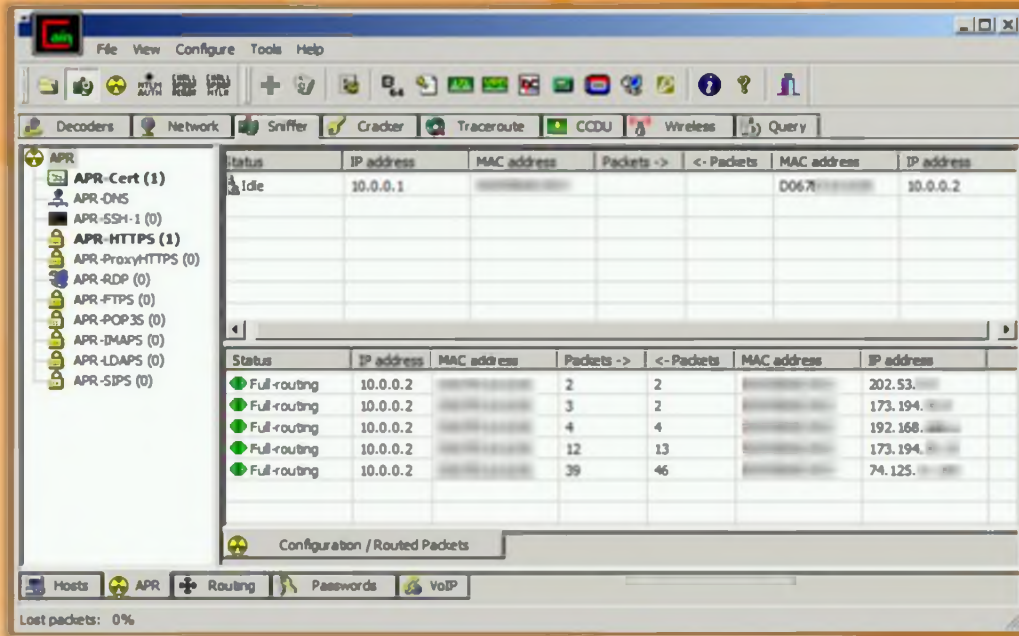 Cain
File View Configure Tools Help
NTLM AUTH
B 64
Decoders Network Sniffer Cracker Traceroute CCDU Wireless Query
APR
APR-Cert (1)
APR-DNS
APR-SSH-1 (0)
APR-HTTPS (1)
APR-ProxyHTTPS (0)
APR-RDP (0)
APR-FTPS (0)
APR-POP3S (0)
APR-IMAPS (0)
APR-LDAPS (0)
APR-SIPS (0)
Status IP address MAC address Packets -> <- Packets MAC address IP address
Idle 10.0.0.1 D067 10.0.0.2
Status IP address MAC address Packets -> <- Packets MAC address IP address
Full-routing 10.0.0.2 2 2 202.53.
Full-routing 10.0.0.2 3 2 173.194.
Full-routing 10.0.0.2 4 4 192.168.
Full-routing 10.0.0.2 12 13 173.194.
Full-routing 10.0.0.2 39 46 74.125.
Configuration / Routed Packets
Hosts APR Routing Passwords VoIP
Lost packets: 0%